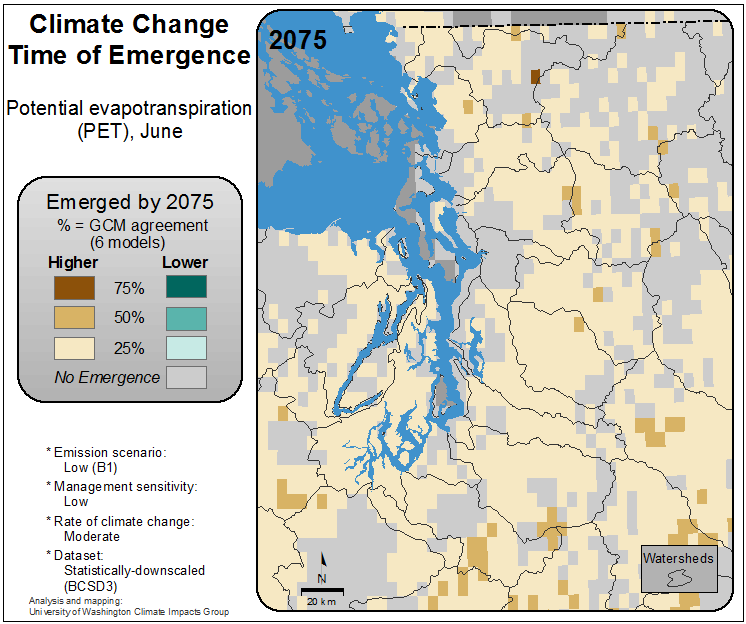 Climate Change
Time of Emergence
Potential evapotranspiration
(PET), June
Emerged by 2075
% = GCM agreement
(6 models)
Higher Lower
75%
50%
25%
No Emergence
* Emission scenario:
Low (B1)
* Management sensitivity:
Low
* Rate of climate change:
Moderate
* Dataset:
Statistically-downscaled
(BCSD3)
Analysis and mapping:
University of Washington Climate Impacts Group
2075
N
20 km
Watersheds